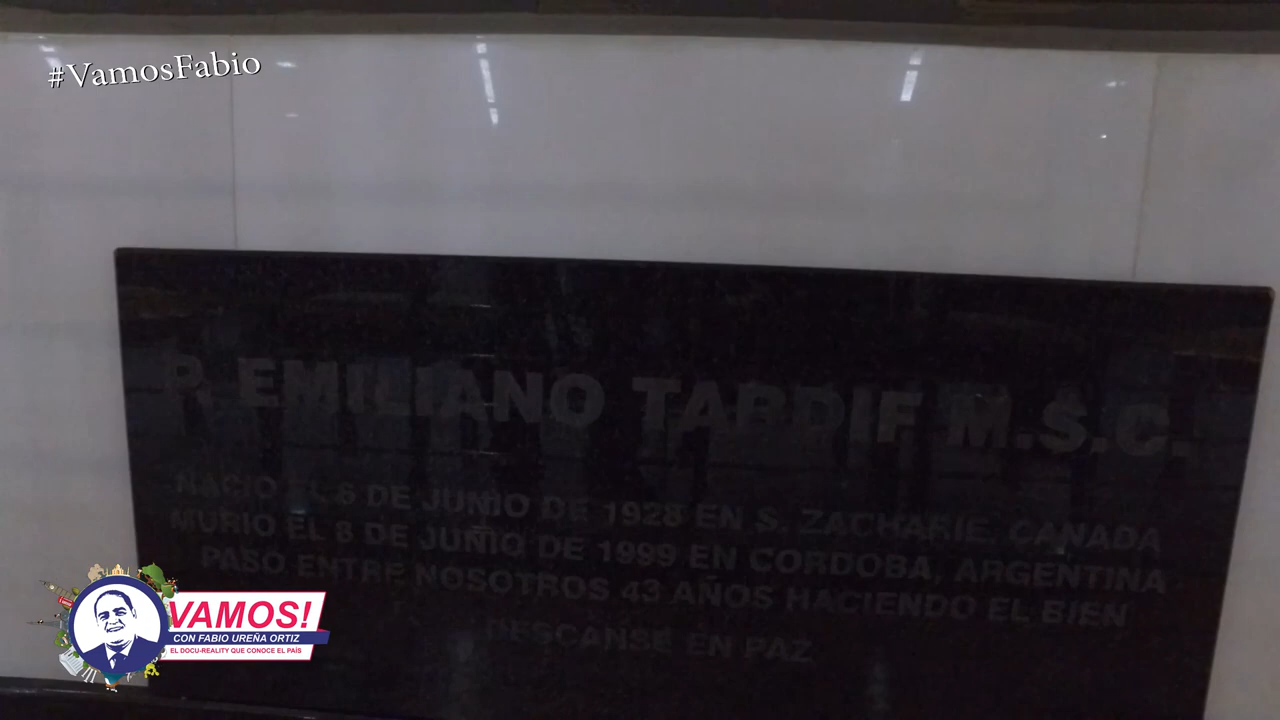 #VamosFabio
P. EMILIANO TARDIF M.S.C.
NACIO EL 6 DE JUNIO DE 1928 EN S. ZACHARIE, CANADA
MURIO EL 8 DE JUNIO DE 1999 EN CORDOBA, ARGENTINA
PASO ENTRE NOSOTROS 43 AÑOS HACIENDO EL BIEN
DESCANSE EN PAZ
VAMOS!
CON FABIO UREÑA ORTIZ
EL DOCU-REALITY QUE CONOCE EL PAÍS